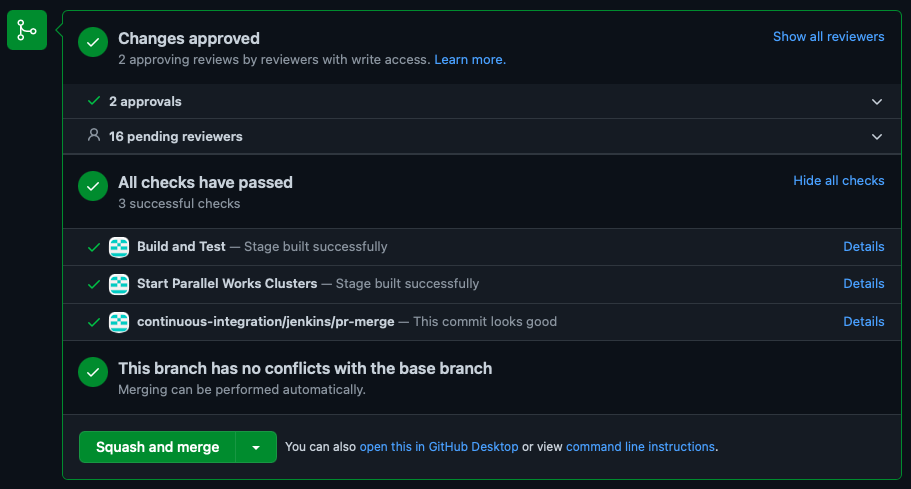 Changes approved
Show all reviewers
2 approving reviews by reviewers with write access. Learn more.
2 approvals
16 pending reviewers
All checks have passed
Hide all checks
3 successful checks
Build and Test — Stage built successfully
Details
Start Parallel Works Clusters — Stage built successfully
Details
continuous-integration/jenkins/pr-merge — This commit looks good
Details
This branch has no conflicts with the base branch
Merging can be performed automatically.
Squash and merge
You can also open this in GitHub Desktop or view command line instructions.